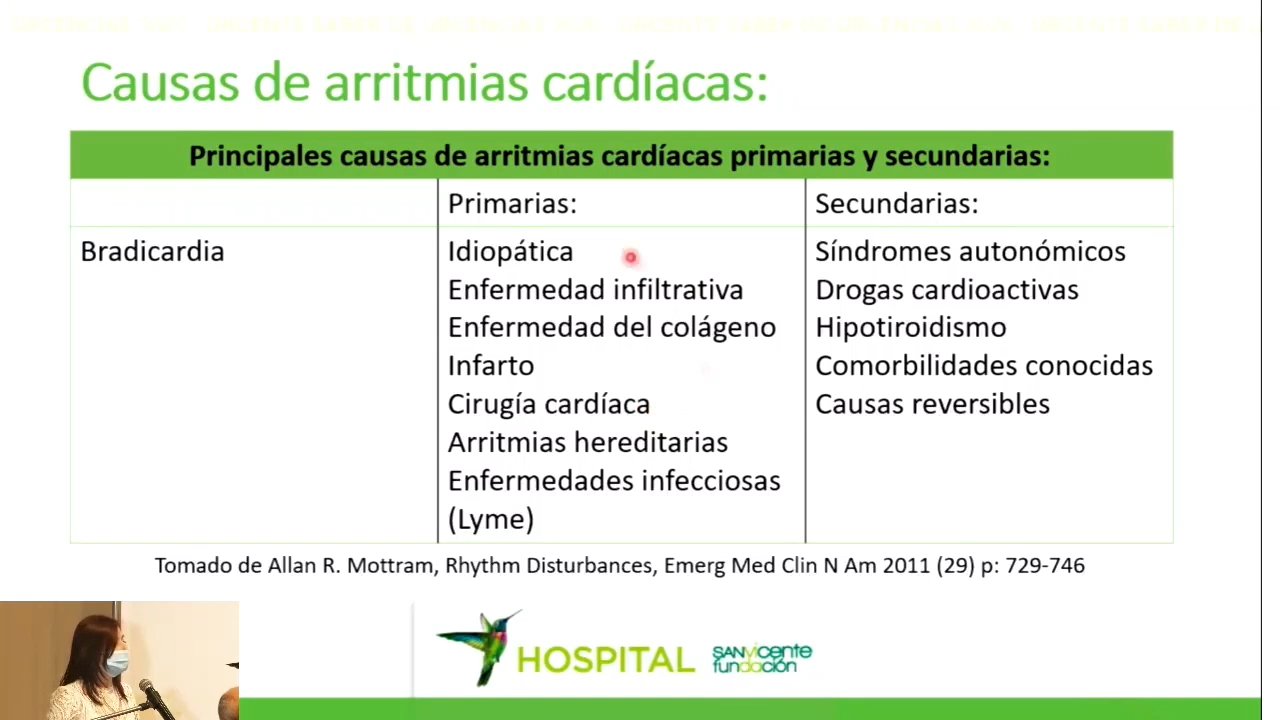 Causas de arritmias cardíacas:
Principales causas de arritmias cardíacas primarias y secundarias:
Primarias:
Secundarias:
Bradicardia
Idiopática
Enfermedad infiltrativa
Enfermedad del colágeno
Infarto
Cirugía cardíaca
Arritmias hereditarias
Enfermedades infecciosas
(Lyme)
Síndromes autonómicos
Drogas cardioactivas
Hipotiroidismo
Comorbilidades conocidas
Causas reversibles
Tomado de Allan R. Mottram, Rhythm Disturbances, Emerg Med Clin N Am 2011 (29) p: 729-746
HOSPITAL
SANVicente
fundación